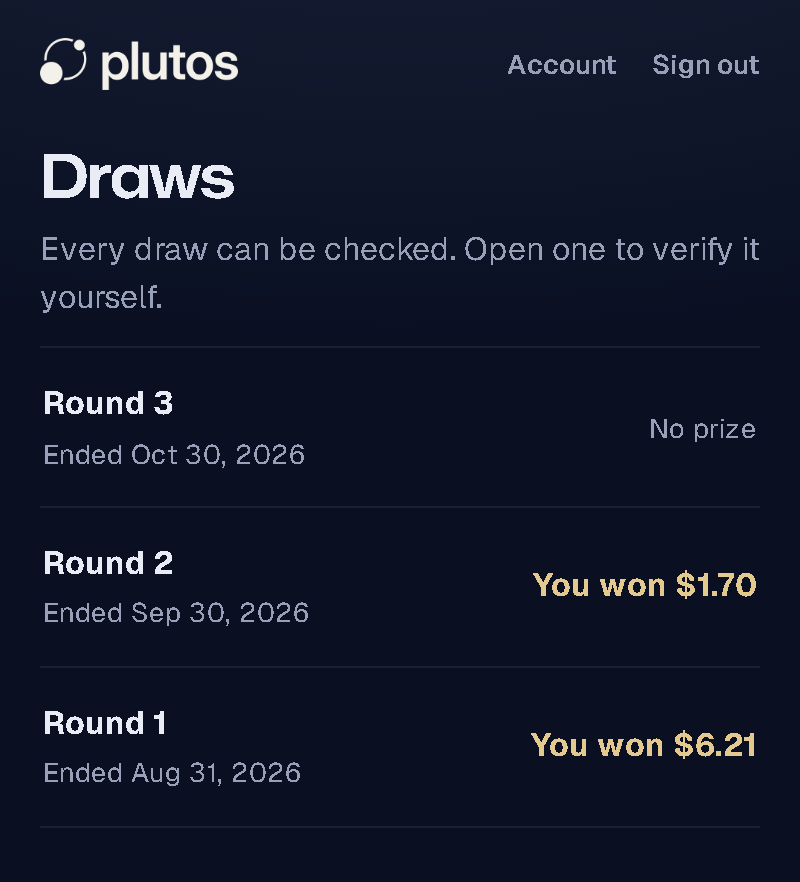 plutos
Account Sign out
Draws
Every draw can be checked. Open one to verify it
yourself.
Round 3
Ended Oct 30, 2026
No prize
Round 2
Ended Sep 30, 2026
You won $1.70
Round 1
Ended Aug 31, 2026
You won $6.21